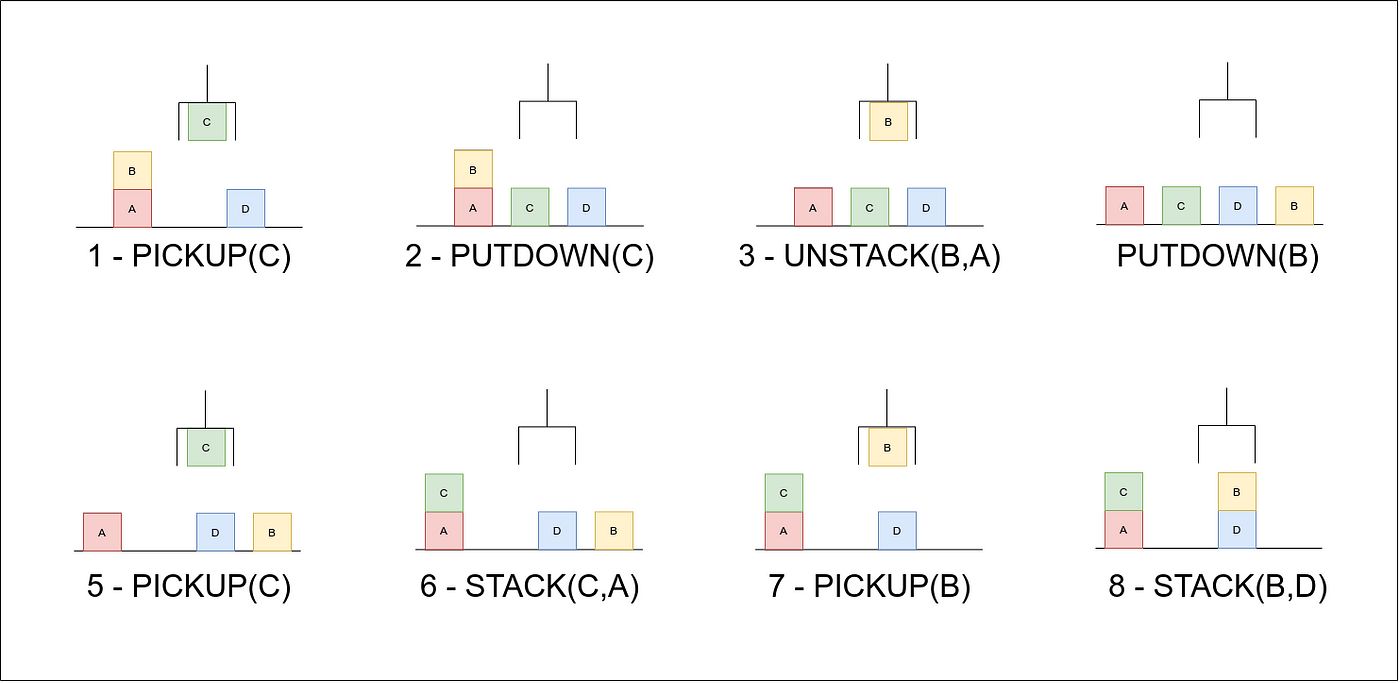 C
B
A D
1 - PICKUP(C)
B
A C D
2 - PUTDOWN(C)
B
A C D
3 - UNSTACK(B,A)
A C D B
PUTDOWN(B)
C
A D B
5 - PICKUP(C)
C
A D B
6 - STACK(C,A)
B
C
A D
7 - PICKUP(B)
C B
A D
8 - STACK(B,D)